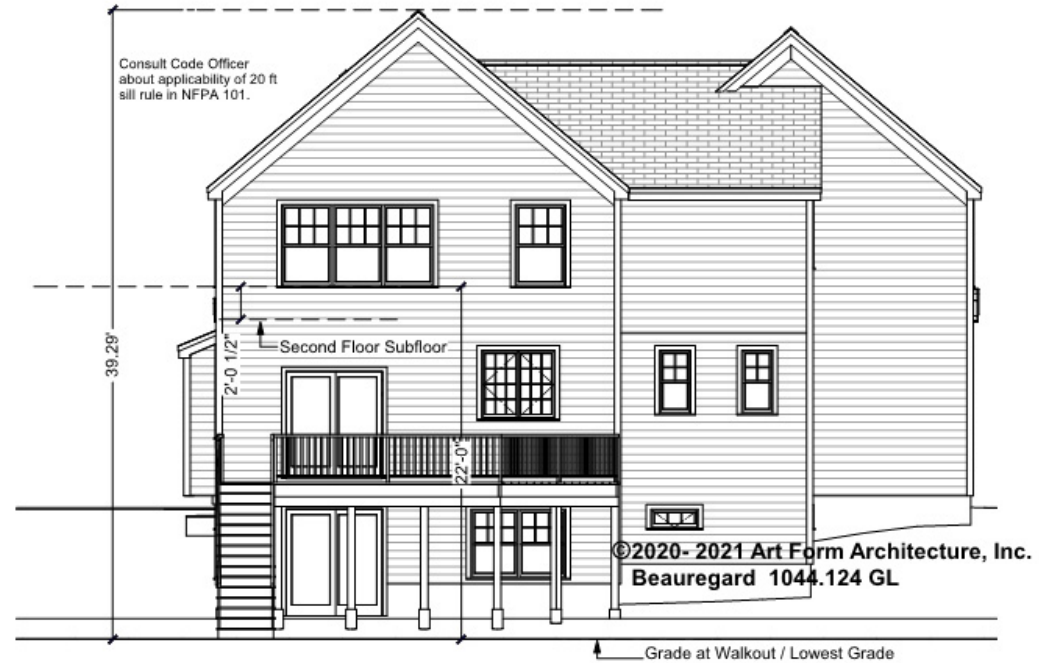 Consult Code Officer
about applicability of 20 ft
sill rule in NFPA 101.
39.29'
2'-0 1/2"
Second Floor Subfloor
22'-0"
©2020- 2021 Art Form Architecture, Inc.
Beauregard 1044.124 GL
Grade at Walkout / Lowest Grade